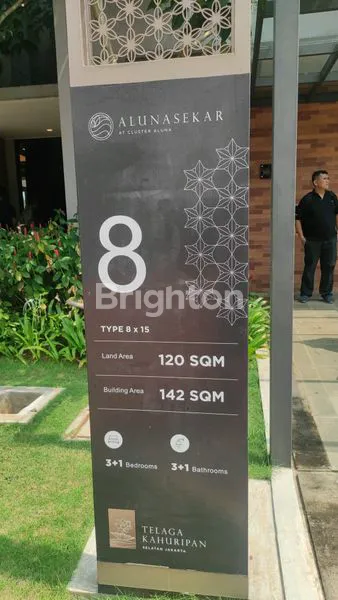 ALUNASEKAR
AT CLUSTER ALUNA
8
Brighton
TYPE 8 x 15
Land Area 120 SQM
Building Area 142 SQM
3+1 Bedrooms 3+1 Bathrooms
TELAGA
KAHURIPAN
SELATAN JAKARTA